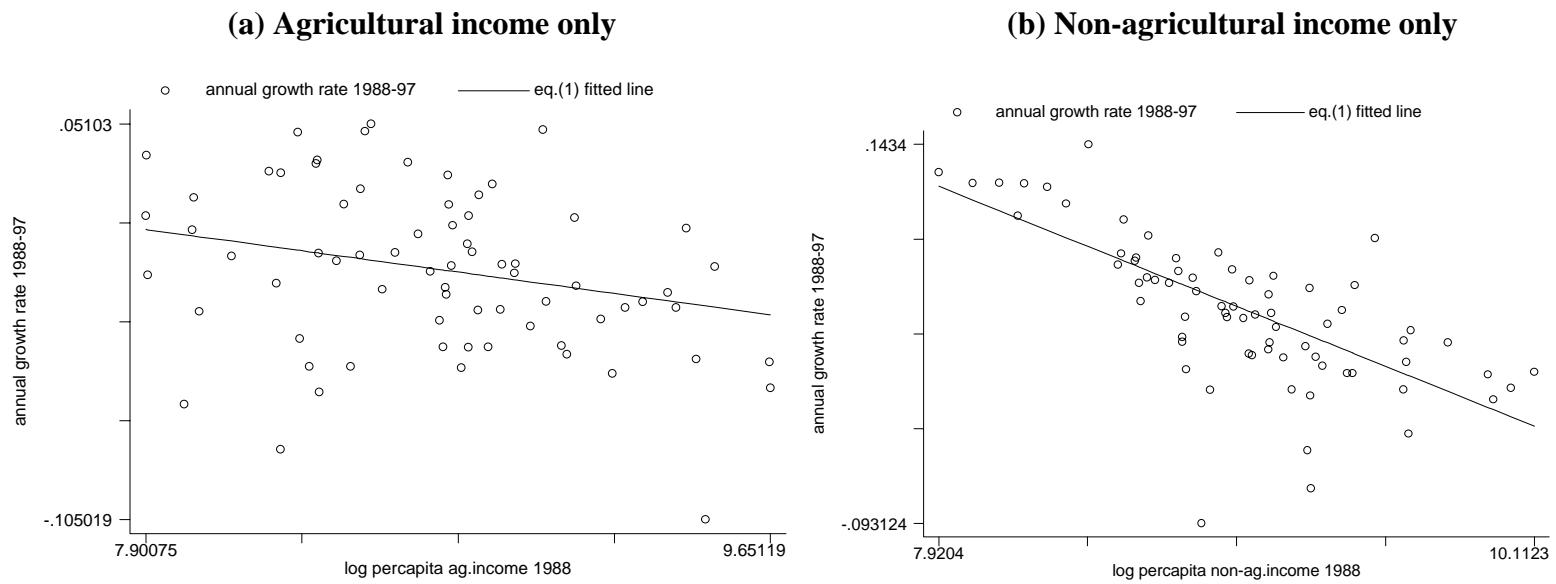 (a) Agricultural income only
annual growth rate 1988-97
eq.(1) fitted line
.05103
annual growth rate 1988-97
-.105019
7.90075
9.65119
log percapita ag.income 1988
(b) Non-agricultural income only
annual growth rate 1988-97
eq.(1) fitted line
.1434
annual growth rate 1988-97
-.093124
7.9204
10.1123
log percapita non-ag.income 1988